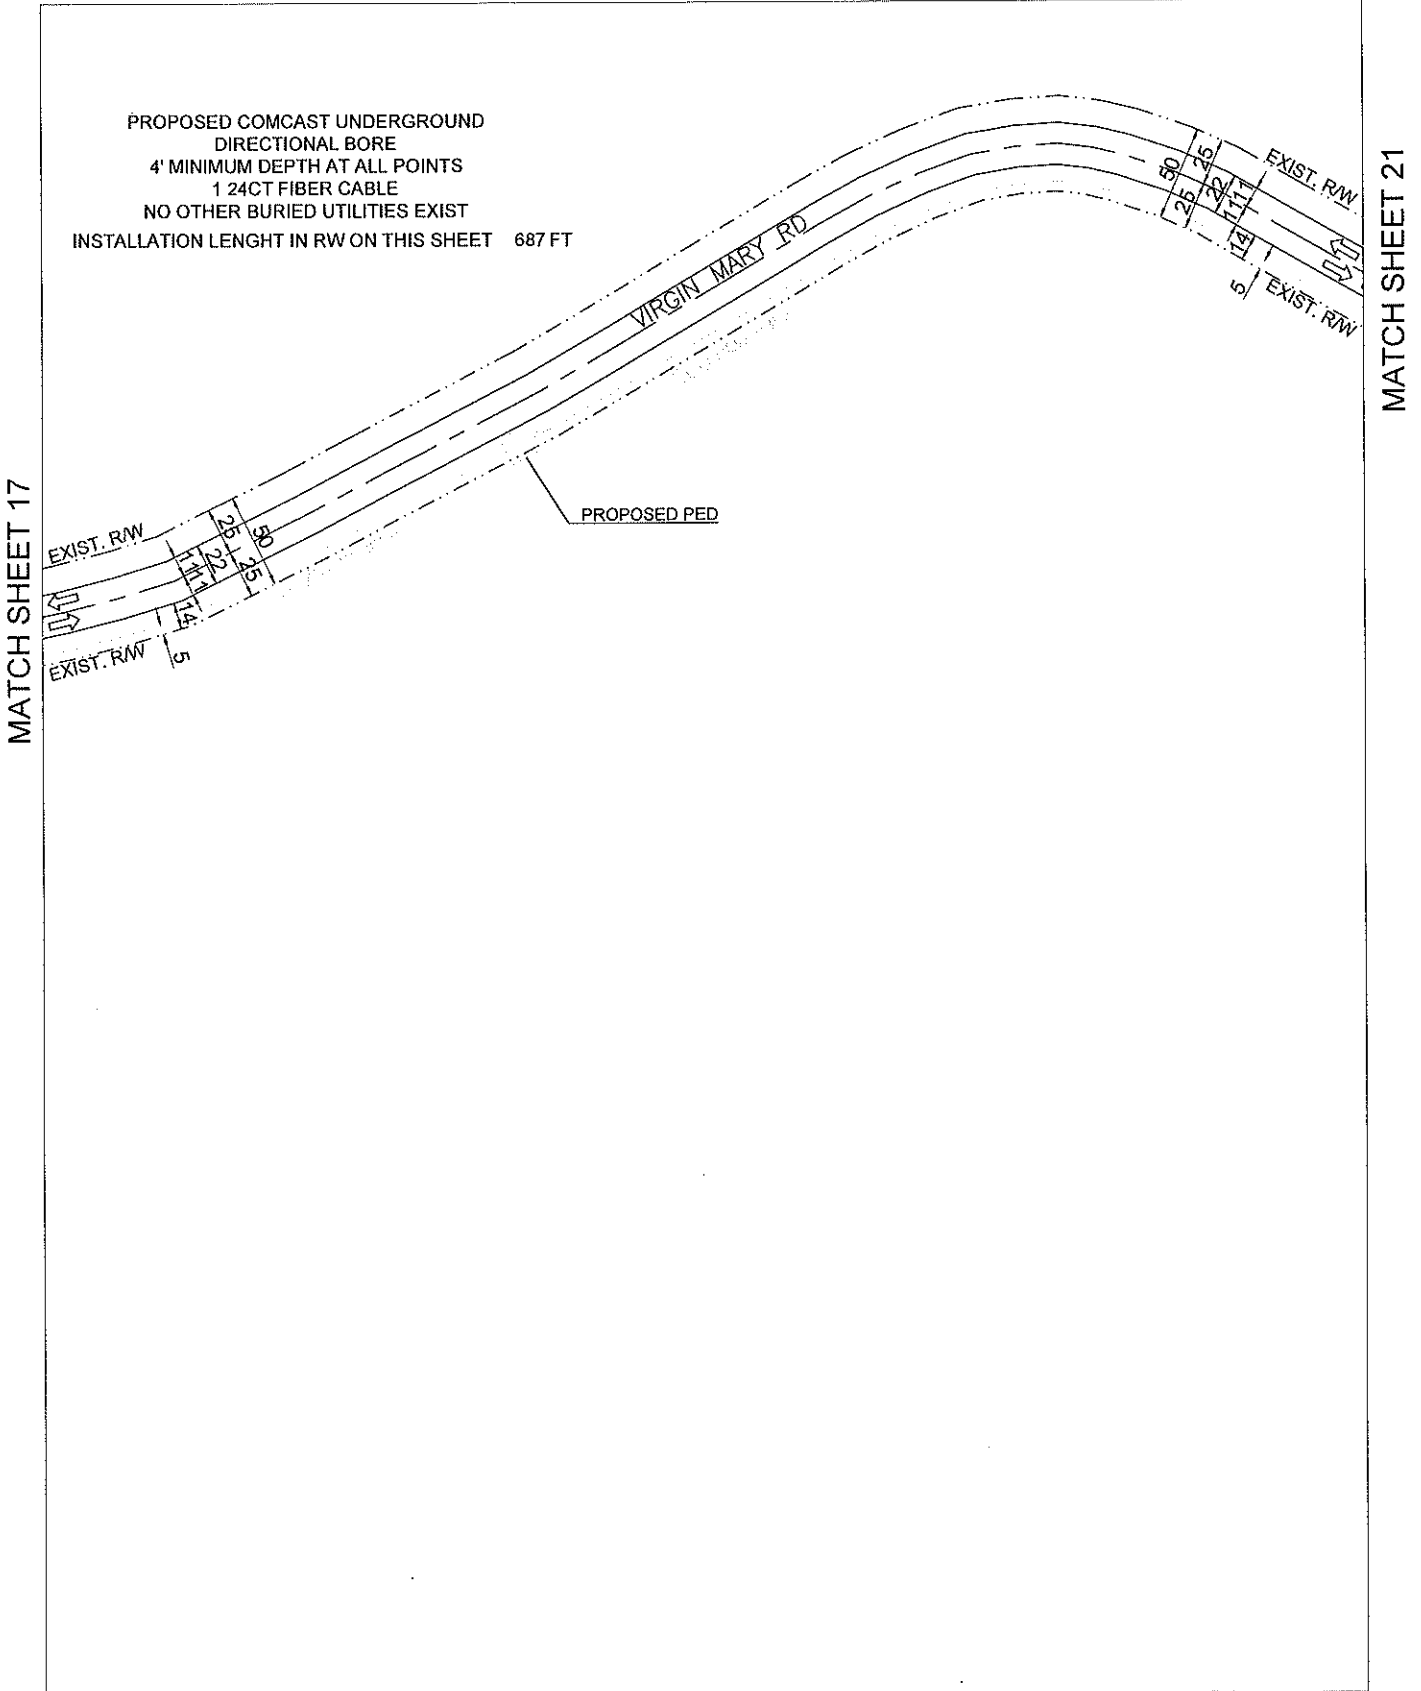 PROPOSED COMCAST UNDERGROUND
DIRECTIONAL BORE
4' MINIMUM DEPTH AT ALL POINTS
1 24CT FIBER CABLE
NO OTHER BURIED UTILITIES EXIST
INSTALLATION LENGHT IN RW ON THIS SHEET 687 FT
MATCH SHEET 21
EXIST. R/W
50
25
25
22
11
11
14
5
EXIST. R/W
VIRGIN MARY RD
PROPOSED PED
MATCH SHEET 17
EXIST. R/W
25
50
22
11
11
25
14
5
EXIST. R/W